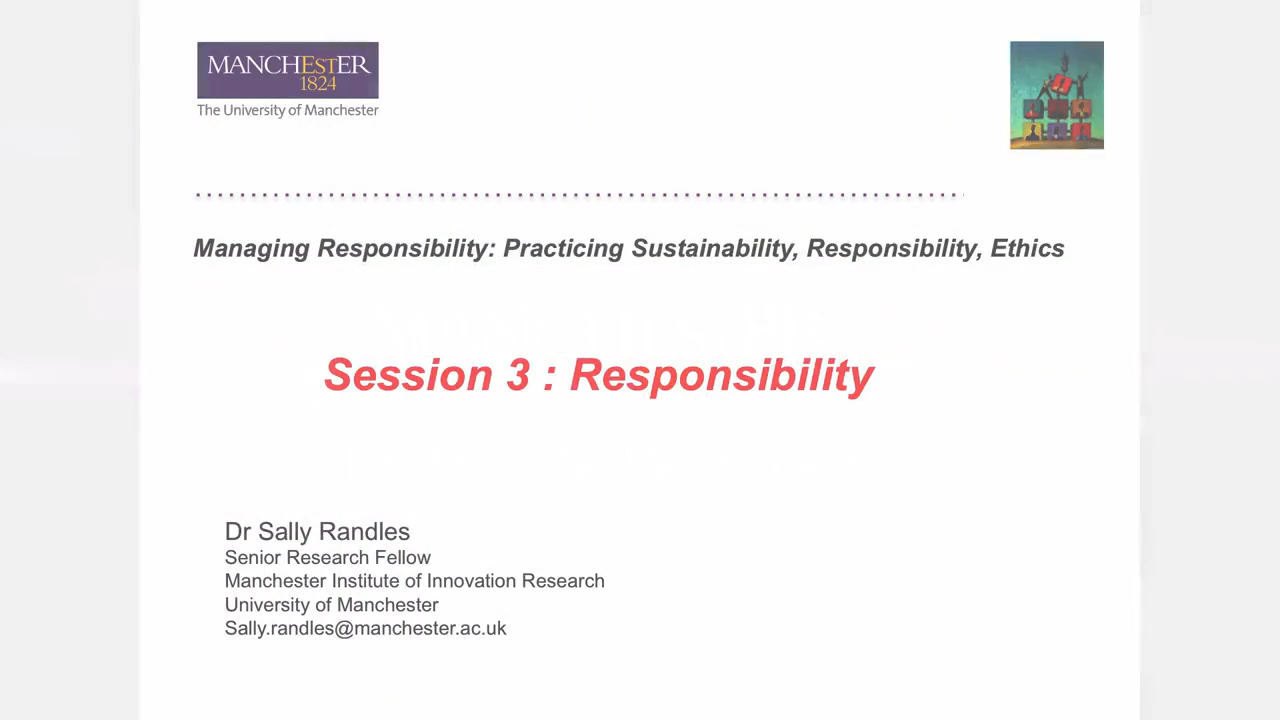 MANCHESTER
1824
The University of Manchester
Managing Responsibility: Practicing Sustainability, Responsibility, Ethics
Session 3 : Responsibility
Dr Sally Randles
Senior Research Fellow
Manchester Institute of Innovation Research
University of Manchester
Sally.randles@manchester.ac.uk